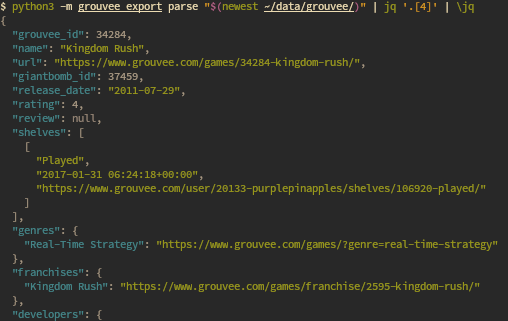 $ python3 -m grouvee_export parse "$(newest ~/data/grouvee/)" | jq '.[4]' | \jq
{
  "grouvee_id": 34284,
  "name": "Kingdom Rush",
  "url": "https://www.grouvee.com/games/34284-kingdom-rush/",
  "giantbomb_id": 37459,
  "release_date": "2011-07-29",
  "rating": 4,
  "review": null,
  "shelves": [
    [
      "Played",
      "2017-01-31 06:24:18+00:00",
      "https://www.grouvee.com/user/20133-purplepinapples/shelves/106920-played/"
    ]
  ],
  "genres": {
    "Real-Time Strategy": "https://www.grouvee.com/games/?genre=real-time-strategy"
  },
  "franchises": {
    "Kingdom Rush": "https://www.grouvee.com/games/franchise/2595-kingdom-rush/"
  },
  "developers": {